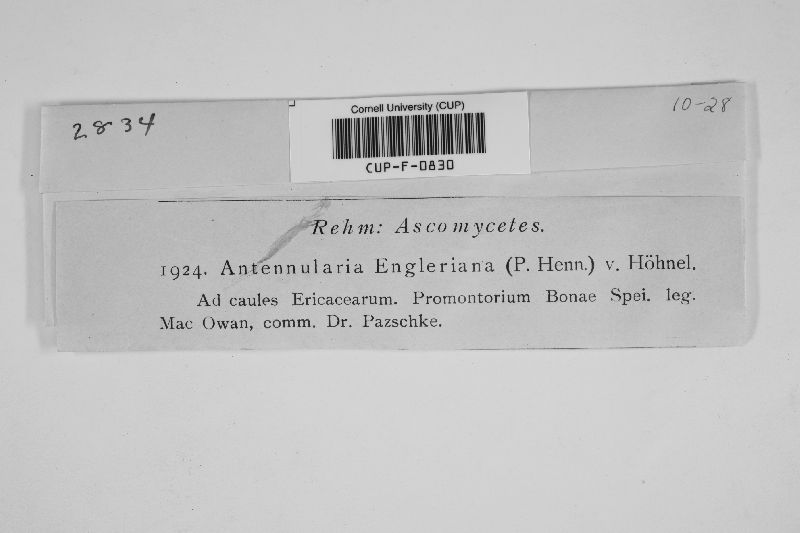 2834
Cornell University (CUP)
10-28
CUP-F-0830
Rehm: Ascomycetes.
1924. Antennularia Engleriana (P. Henn.) v. Höhnel.
Ad caules Ericacearum. Promontorium Bonae Spei. leg.
Mac Owan, comm. Dr. Pazschke.